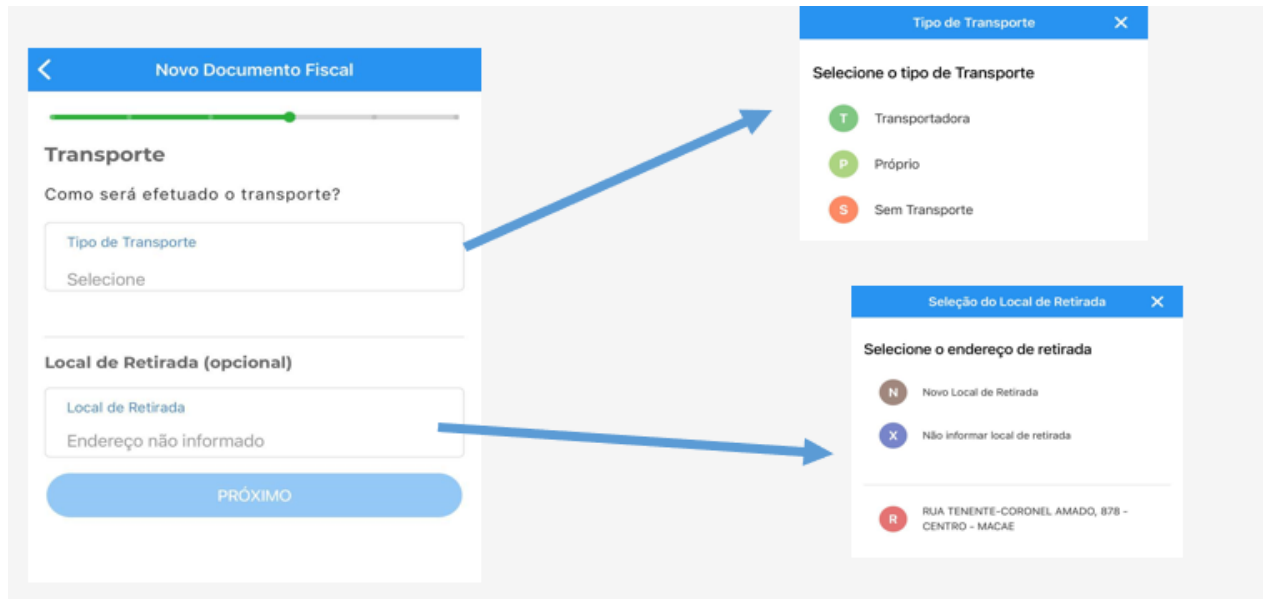 Novo Documento Fiscal
Transporte
Como será efetuado o transporte?
Tipo de Transporte
Selecione
Local de Retirada (opcional)
Local de Retirada
Endereço não informado
PRÓXIMO
Tipo de Transporte
Selecione o tipo de Transporte
T Transportadora
P Próprio
S Sem Transporte
Seleção do Local de Retirada
Selecione o endereço de retirada
N Novo Local de Retirada
X Não informar local de retirada
R RUA TENENTE-CORONEL AMADO, 878 -
CENTRO - MACAE